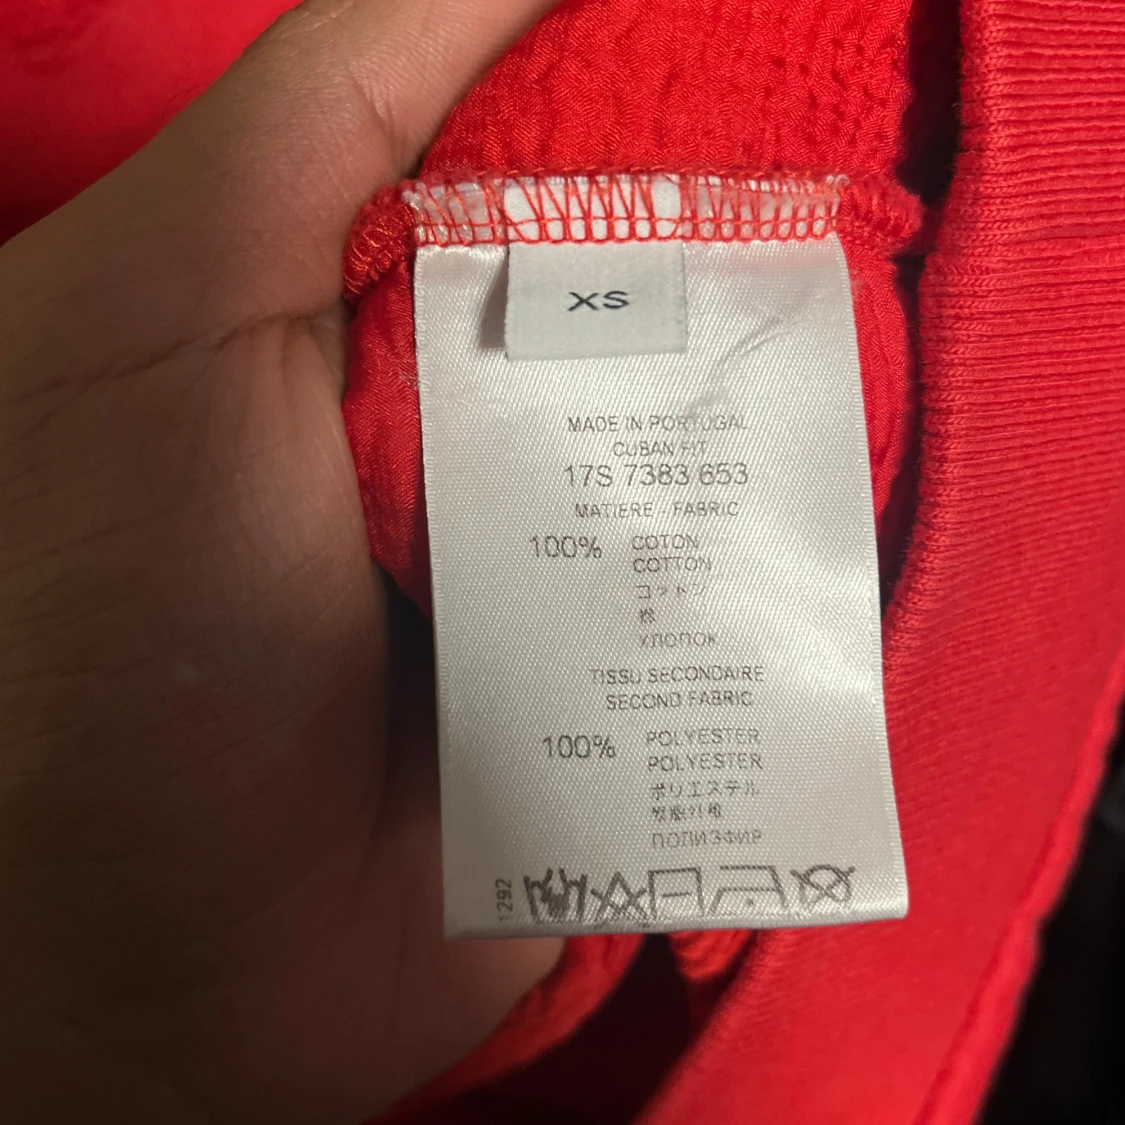 XS
MADE IN PORTUGAL
CUBAN FIT
17S 7383 653
MATIERE - FABRIC
100% COTON
COTTON
コットン
хлопок
TISSU SECONDAIRE
SECOND FABRIC
100% POLYESTER
POLYESTER
ポリエステル
ПОЛИЭФИР
1292